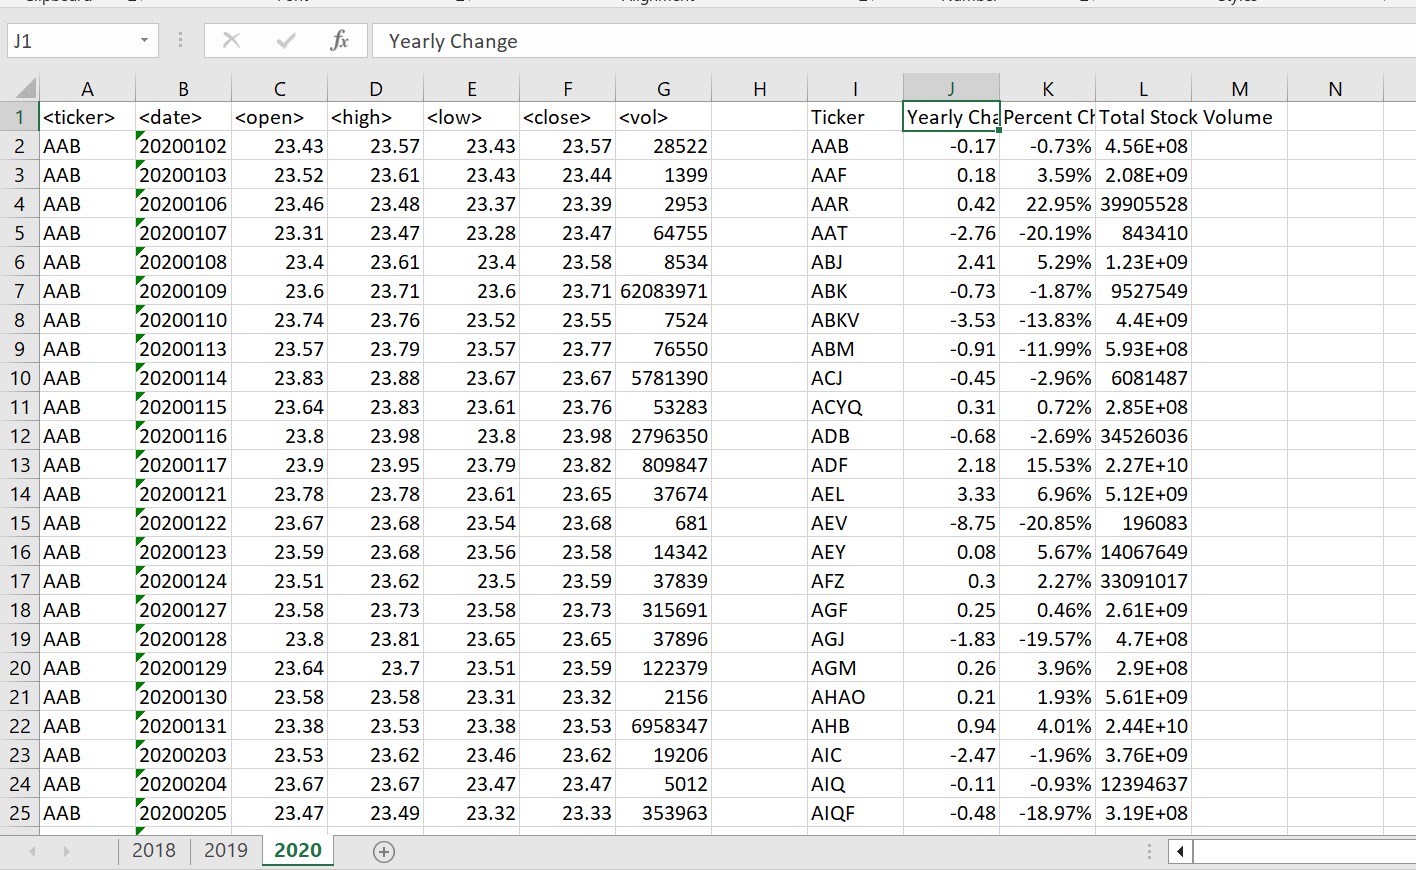 J1 fx Yearly Change
A B C D E F G H I J K L M N
1 <ticker> <date> <open> <high> <low> <close> <vol> Ticker Yearly Cha Percent Ch Total Stock Volume
2 AAB 20200102 23.43 23.57 23.43 23.57 28522 AAB -0.17 -0.73% 4.56E+08
3 AAB 20200103 23.52 23.61 23.43 23.44 1399 AAF 0.18 3.59% 2.08E+09
4 AAB 20200106 23.46 23.48 23.37 23.39 2953 AAR 0.42 22.95% 39905528
5 AAB 20200107 23.31 23.47 23.28 23.47 64755 AAT -2.76 -20.19% 843410
6 AAB 20200108 23.4 23.61 23.4 23.58 8534 ABJ 2.41 5.29% 1.23E+09
7 AAB 20200109 23.6 23.71 23.6 23.71 62083971 ABK -0.73 -1.87% 9527549
8 AAB 20200110 23.74 23.76 23.52 23.55 7524 ABKV -3.53 -13.83% 4.4E+09
9 AAB 20200113 23.57 23.79 23.57 23.77 76550 ABM -0.91 -11.99% 5.93E+08
10 AAB 20200114 23.83 23.88 23.67 23.67 5781390 ACJ -0.45 -2.96% 6081487
11 AAB 20200115 23.64 23.83 23.61 23.76 53283 ACYQ 0.31 0.72% 2.85E+08
12 AAB 20200116 23.8 23.98 23.8 23.98 2796350 ADB -0.68 -2.69% 34526036
13 AAB 20200117 23.9 23.95 23.79 23.82 809847 ADF 2.18 15.53% 2.27E+10
14 AAB 20200121 23.78 23.78 23.61 23.65 37674 AEL 3.33 6.96% 5.12E+09
15 AAB 20200122 23.67 23.68 23.54 23.68 681 AEV -8.75 -20.85% 196083
16 AAB 20200123 23.59 23.68 23.56 23.58 14342 AEY 0.08 5.67% 14067649
17 AAB 20200124 23.51 23.62 23.5 23.59 37839 AFZ 0.3 2.27% 33091017
18 AAB 20200127 23.58 23.73 23.58 23.73 315691 AGF 0.25 0.46% 2.61E+09
19 AAB 20200128 23.8 23.81 23.65 23.65 37896 AGJ -1.83 -19.57% 4.7E+08
20 AAB 20200129 23.64 23.7 23.51 23.59 122379 AGM 0.26 3.96% 2.9E+08
21 AAB 20200130 23.58 23.58 23.31 23.32 2156 AHAO 0.21 1.93% 5.61E+09
22 AAB 20200131 23.38 23.53 23.38 23.53 6958347 AHB 0.94 4.01% 2.44E+10
23 AAB 20200203 23.53 23.62 23.46 23.62 19206 AIC -2.47 -1.96% 3.76E+09
24 AAB 20200204 23.67 23.67 23.47 23.47 5012 AIQ -0.11 -0.93% 12394637
25 AAB 20200205 23.47 23.49 23.32 23.33 353963 AIQF -0.48 -18.97% 3.19E+08
2018 2019 2020